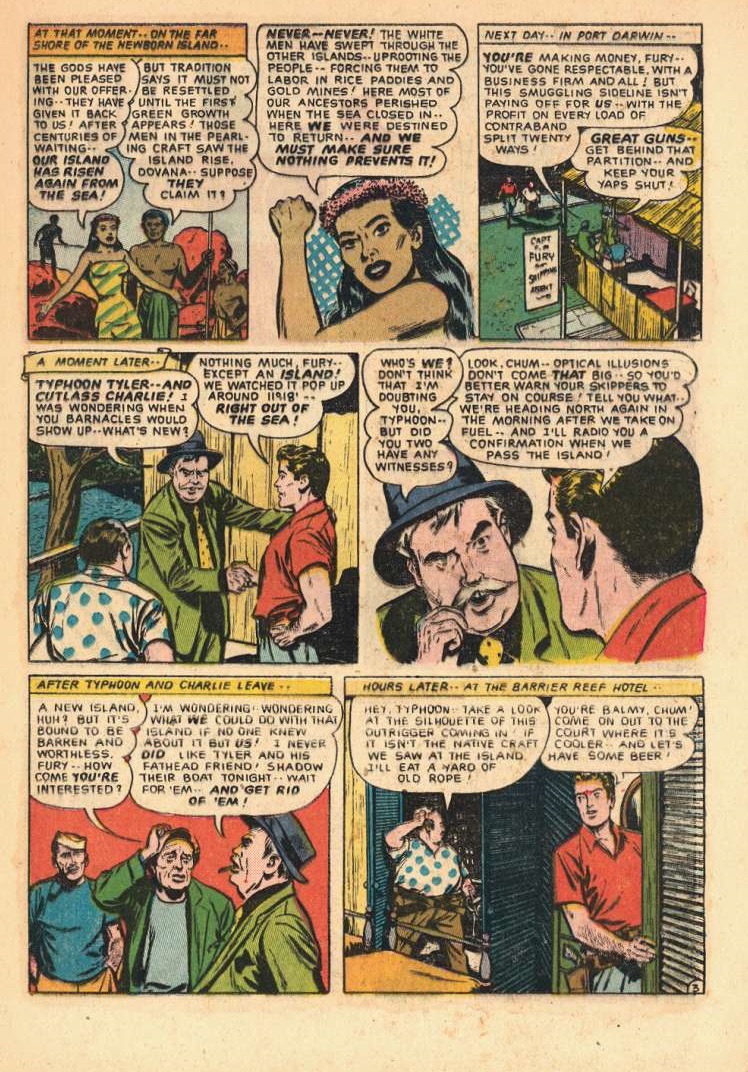 AT THAT MOMENT-- ON THE FAR
SHORE OF THE NEWBORN ISLAND--
THE GODS HAVE
BEEN PLEASED
WITH OUR OFFER-
ING-- THEY HAVE
GIVEN IT BACK
TO US! AFTER
CENTURIES OF
WAITING--
OUR ISLAND
HAS RISEN
AGAIN FROM
THE SEA!
BUT TRADITION
SAYS IT MUST NOT
BE RESETTLED
UNTIL THE FIRST
GREEN GROWTH
APPEARS! THOSE
MEN IN THE PEARL-
ING CRAFT SAW THE
ISLAND RISE,
DOVANA-- SUPPOSE
THEY
CLAIM IT?
NEVER--NEVER! THE WHITE
MEN HAVE SWEPT THROUGH THE
OTHER ISLANDS--UPROOTING THE
PEOPLE-- FORCING THEM TO
LABOR IN RICE PADDIES AND
GOLD MINES! HERE MOST OF
OUR ANCESTORS PERISHED
WHEN THE SEA CLOSED IN--
HERE WE WERE DESTINED
TO RETURN-- AND WE
MUST MAKE SURE
NOTHING PREVENTS IT!
NEXT DAY-- IN PORT DARWIN--
YOU'RE MAKING MONEY, FURY--
YOU'VE GONE RESPECTABLE, WITH A
BUSINESS FIRM AND ALL! BUT
THIS SMUGGLING SIDELINE ISN'T
PAYING OFF FOR US--WITH THE
PROFIT ON EVERY LOAD OF
CONTRABAND
SPLIT TWENTY
WAYS!
GREAT GUNS--
GET BEHIND THAT
PARTITION-- AND
KEEP YOUR
YAPS SHUT!
CAPT
FURY
SHIPPING
AGENT
A MOMENT LATER--
TYPHOON TYLER--AND
CUTLASS CHARLIE! I
WAS WONDERING WHEN
YOU BARNACLES WOULD
SHOW UP--WHAT'S NEW?
NOTHING MUCH, FURY--
EXCEPT AN ISLAND!
WE WATCHED IT POP UP
AROUND 11°18'--
RIGHT OUT OF
THE SEA!
WHO'S WE?
DON'T THINK
THAT I'M
DOUBTING
YOU,
TYPHOON--
BUT DID
YOU TWO
HAVE ANY
WITNESSES?
LOOK, CHUM-- OPTICAL ILLUSIONS
DON'T COME THAT BIG-- SO YOU'D
BETTER WARN YOUR SKIPPERS TO
STAY ON COURSE! TELL YOU WHAT--
WE'RE HEADING NORTH AGAIN IN
THE MORNING AFTER WE TAKE ON
FUEL-- AND I'LL RADIO YOU A
CONFIRMATION WHEN WE
PASS THE ISLAND!
AFTER TYPHOON AND CHARLIE LEAVE--
A NEW ISLAND,
HUH? BUT IT'S
BOUND TO BE
BARREN AND
WORTHLESS,
FURY-- HOW
COME YOU'RE
INTERESTED?
I'M WONDERING-- WONDERING
WHAT WE COULD DO WITH THAT
ISLAND IF NO ONE KNEW
ABOUT IT BUT US! I NEVER
DID LIKE TYLER AND HIS
FATHEAD FRIEND! SHADOW
THEIR BOAT TONIGHT-- WAIT
FOR 'EM-- AND GET RID
OF 'EM!
HOURS LATER-- AT THE BARRIER REEF HOTEL--
HEY, TYPHOON-- TAKE A LOOK
AT THE SILHOUETTE OF THIS
OUTRIGGER COMING IN! IF
IT ISN'T THE NATIVE CRAFT
WE SAW AT THE ISLAND,
I'LL EAT A YARD OF
OLD ROPE!
YOU'RE BALMY, CHUM!
COME ON OUT TO THE
COURT WHERE IT'S
COOLER-- AND LET'S
HAVE SOME BEER!
3